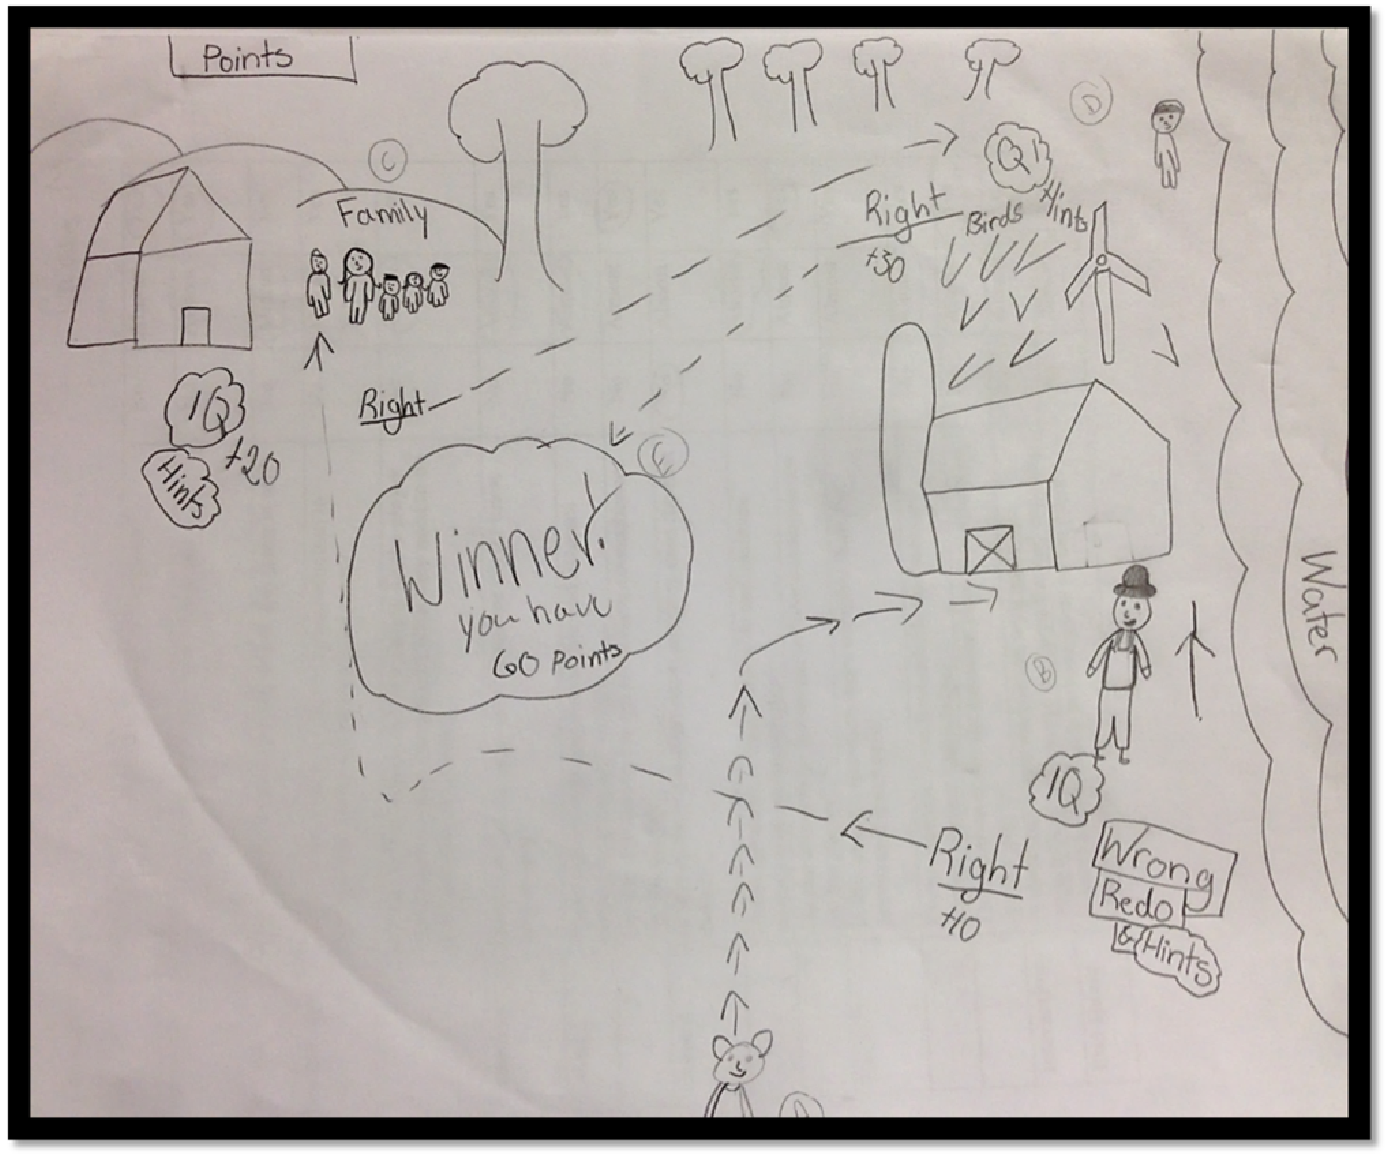 Points
D
C
Q1
Hints
Family
Right
Birds
+30
Right
1Q
+20
Hints
E
Winner!
you have
60 Points
Water
B
1Q
Right
+10
Wrong
Redo
& Hints